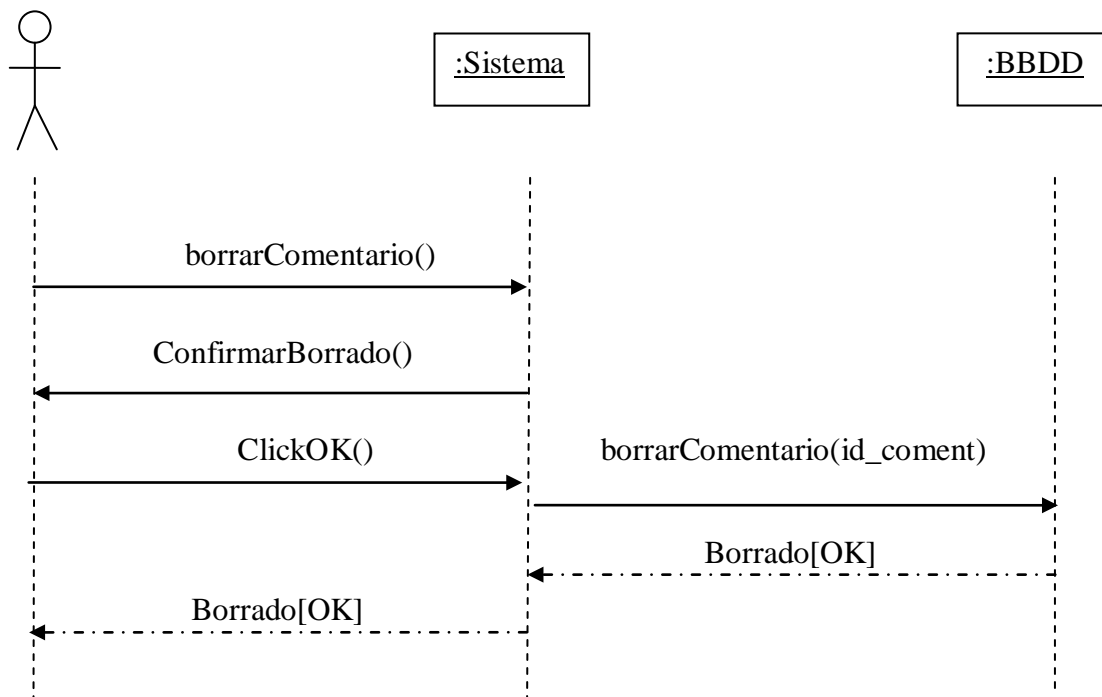 :Sistema
:BBDD
borrarComentario()
ConfirmarBorrado()
ClickOK()
borrarComentario(id_coment)
Borrado[OK]
Borrado[OK]